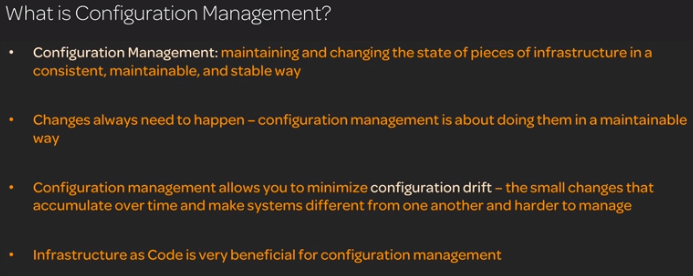 What is Configuration Management?
• Configuration Management: maintaining and changing the state of pieces of infrastructure in a
consistent, maintainable, and stable way
• Changes always need to happen – configuration management is about doing them in a maintainable
way
• Configuration management allows you to minimize configuration drift – the small changes that
accumulate over time and make systems different from one another and harder to manage
• Infrastructure as Code is very beneficial for configuration management